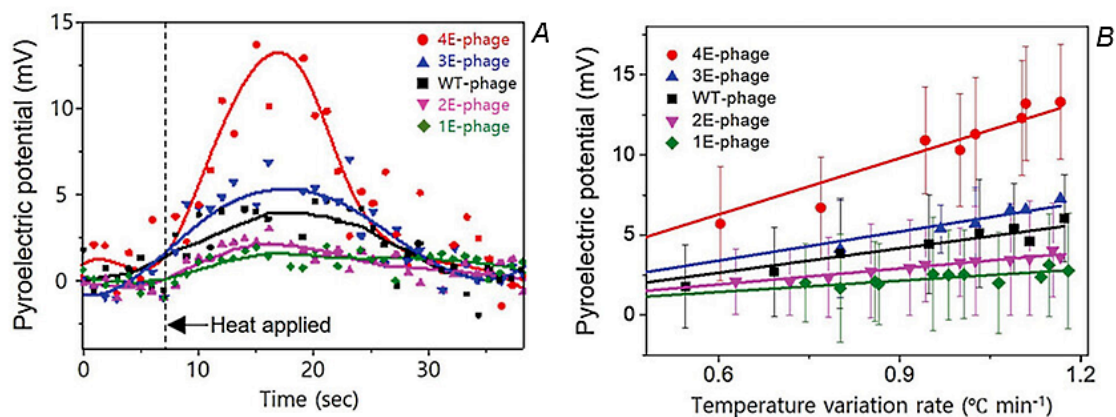 A
15
10
5
0
Pyroelectric potential (mV)
4E-phage
3E-phage
WT-phage
2E-phage
1E-phage
Heat applied
0
10
20
30
Time (sec)
B
15
10
5
0
Pyroelectric potential (mV)
4E-phage
3E-phage
WT-phage
2E-phage
1E-phage
0.6
0.9
1.2
Temperature variation rate (ºC min⁻¹)